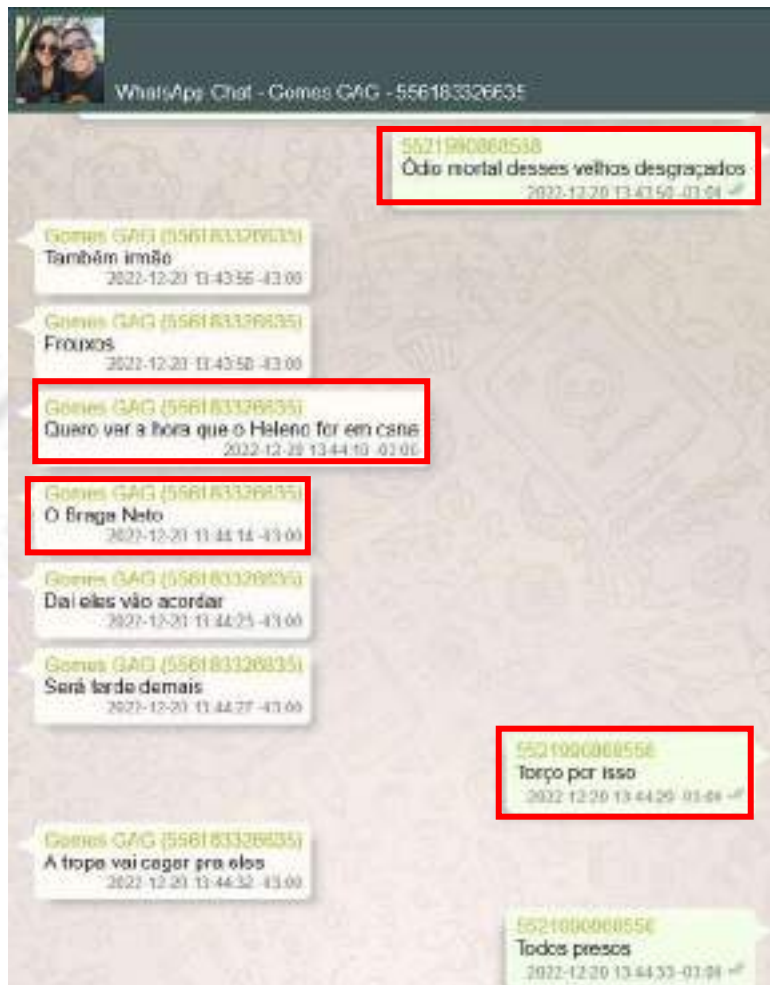 WhatsApp Chat - Gomes GAG - 556183326635
5521990868558
Ódio mortal desses velhos desgraçados
2022-12-20 13:43:50 -03:00
Gomes GAG (556183326635)
Também irmão
2022-12-20 13:43:56 -03:00
Gomes GAG (556183326635)
Frouxos
2022-12-20 13:43:58 -03:00
Gomes GAG (556183326635)
Quero ver a hora que o Heleno for em cana
2022-12-20 13:44:10 -03:00
Gomes GAG (556183326635)
O Braga Neto
2022-12-20 13:44:14 -03:00
Gomes GAG (556183326635)
Daí eles vão acordar
2022-12-20 13:44:25 -03:00
Gomes GAG (556183326635)
Será tarde demais
2022-12-20 13:44:27 -03:00
5521990868558
Torço por isso
2022-12-20 13:44:29 -03:00
Gomes GAG (556183326635)
A tropa vai cagar pra eles
2022-12-20 13:44:32 -03:00
5521990868558
Todos presos
2022-12-20 13:44:33 -03:00